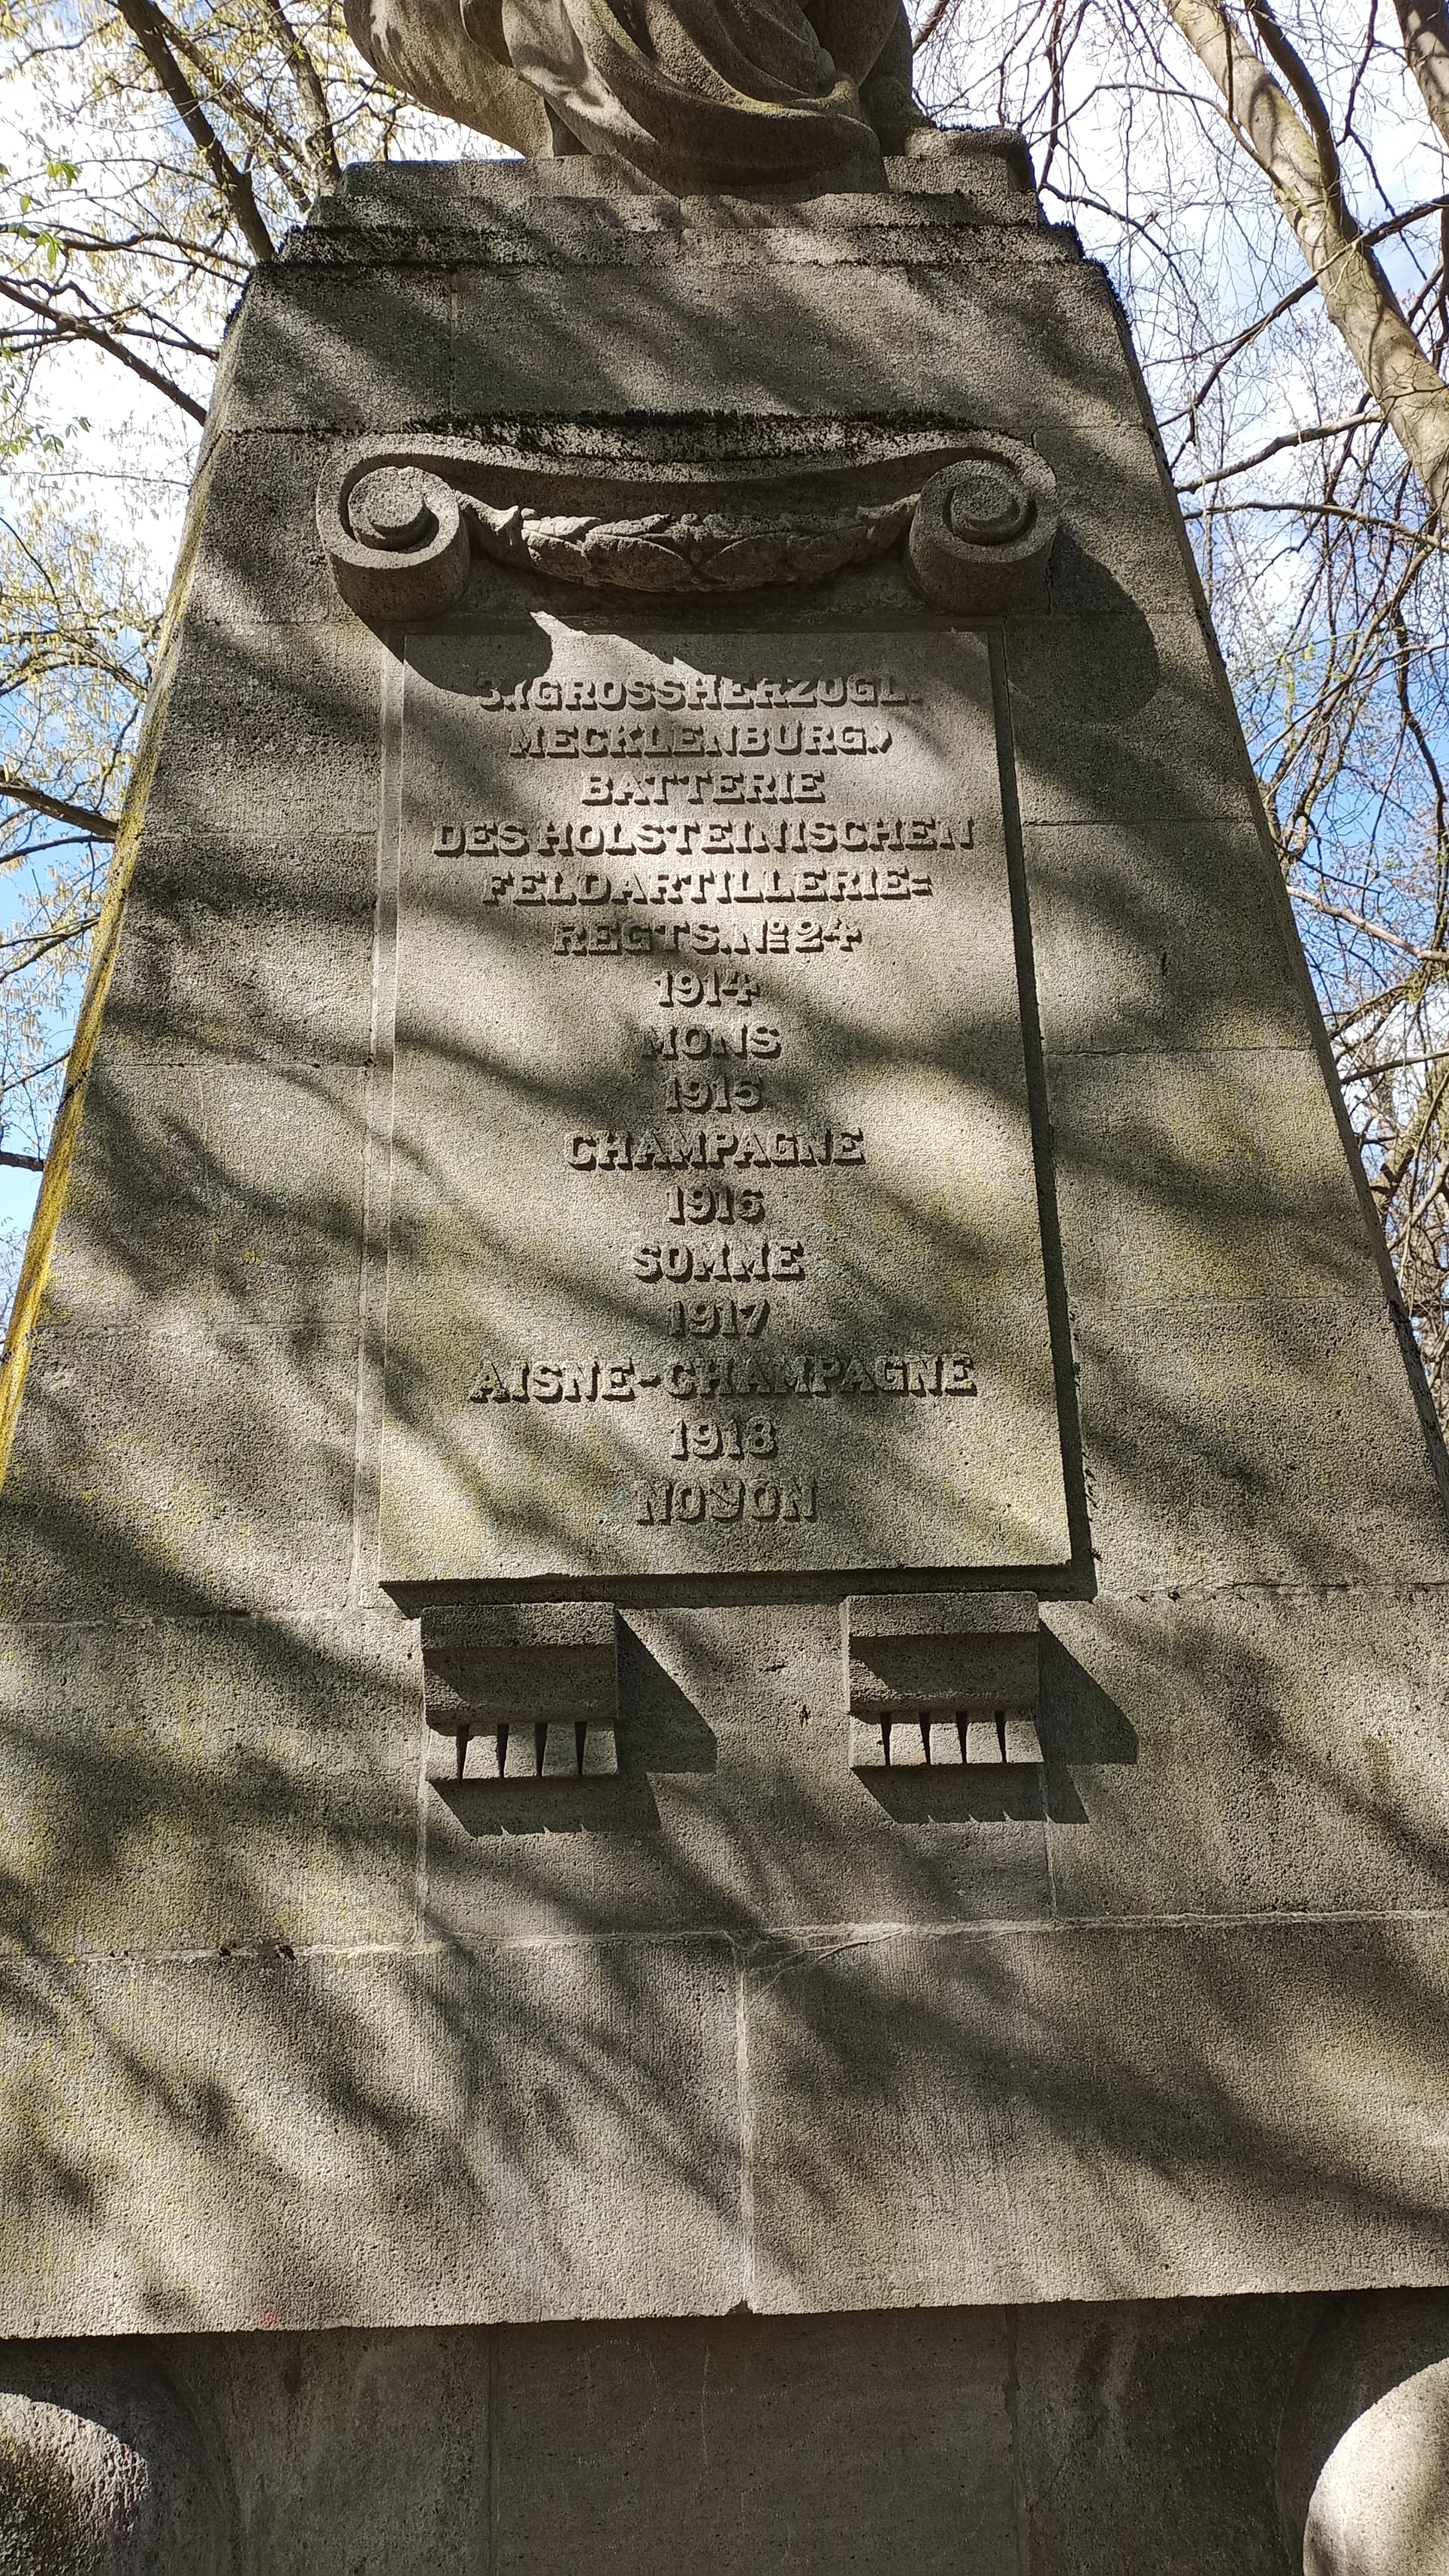 3.(GROSSHERZOGL.
MECKLENBURG.)
BATTERIE
DES HOLSTEINISCHEN
FELDARTILLERIE=
REGTS. Nº 24
1914
MONS
1915
CHAMPAGNE
1916
SOMME
1917
AISNE-CHAMPAGNE
1918
NOYON